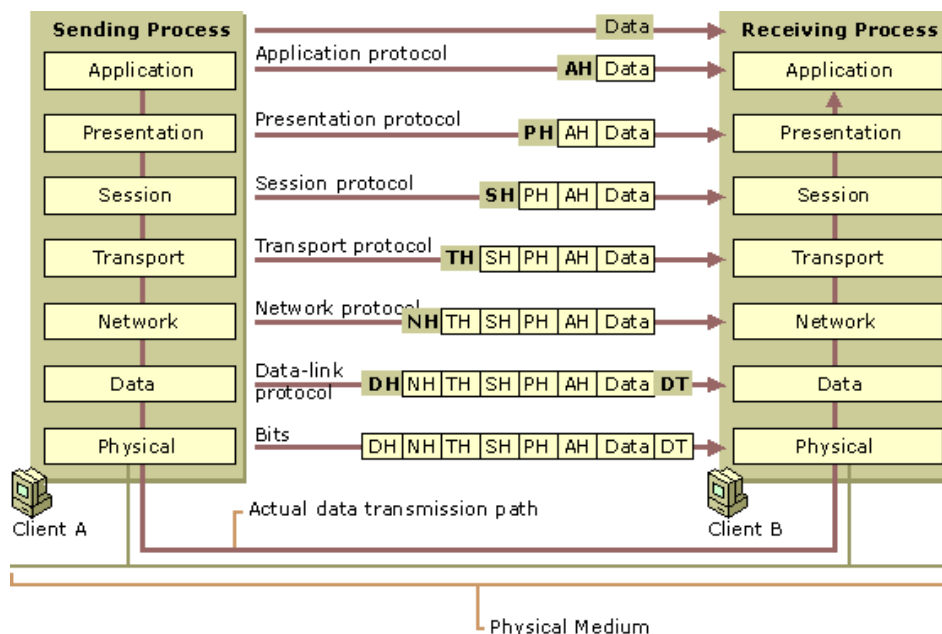 Sending Process
Data
Receiving Process
Application
Application protocol
AH Data
Application
Presentation
Presentation protocol
PH AH Data
Presentation
Session
Session protocol
SH PH AH Data
Session
Transport
Transport protocol
TH SH PH AH Data
Transport
Network
Network protocol
NH TH SH PH AH Data
Network
Data
Data-link
protocol
DH NH TH SH PH AH Data DT
Data
Physical
Bits
DH NH TH SH PH AH Data DT
Physical
Client A
Actual data transmission path
Client B
Physical Medium